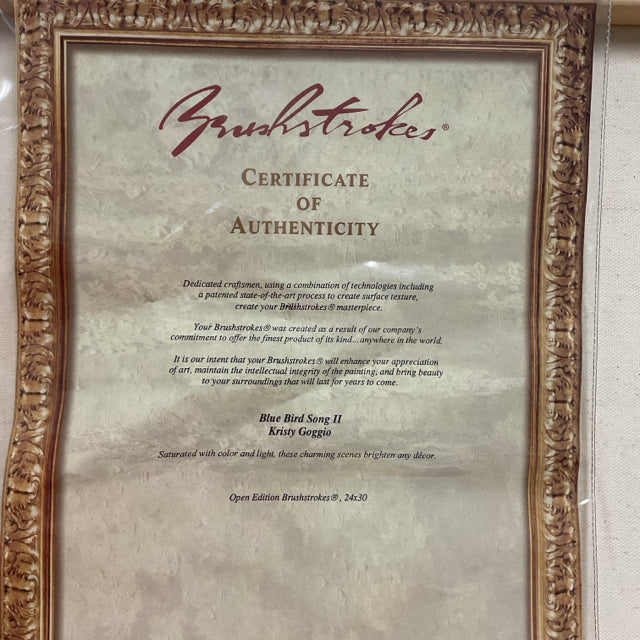 Brushstrokes®
CERTIFICATE
OF
AUTHENTICITY
Dedicated craftsmen, using a combination of technologies including
a patented state-of-the-art process to create surface texture,
create your Brushstrokes® masterpiece.
Your Brushstrokes® was created as a result of our company's
commitment to offer the finest product of its kind...anywhere in the world.
It is our intent that your Brushstrokes® will enhance your appreciation
of art, maintain the intellectual integrity of the painting, and bring beauty
to your surroundings that will last for years to come.
Blue Bird Song II
Kristy Goggio
Saturated with color and light, these charming scenes brighten any décor.
Open Edition Brushstrokes®, 24x30